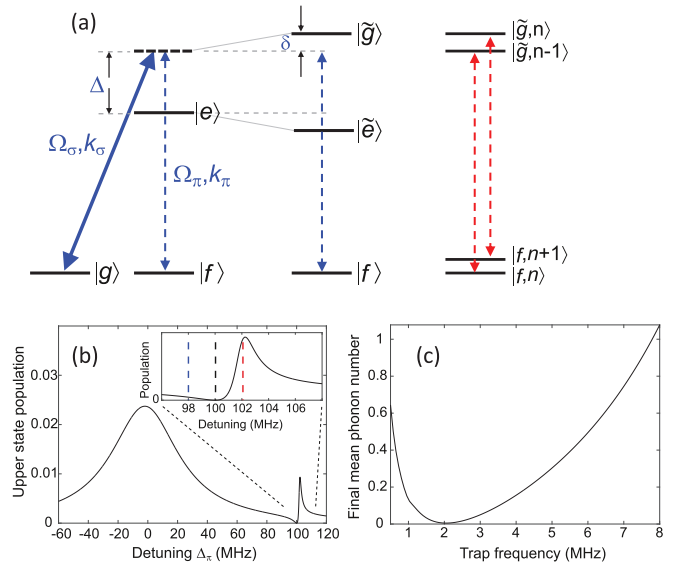 (a)
|g̃⟩
|g̃,n⟩
δ
|g̃,n-1⟩
Δ
|e⟩
|ẽ⟩
Ωσ,kσ
Ωπ,kπ
|f,n+1⟩
|g⟩
|f⟩
|f⟩
|f,n⟩
(b)
Upper state population
0.03
0.02
0.01
0
-60 -40 -20 0 20 40 60 80 100 120
Detuning Δπ (MHz)
Population
0
98 100 102 104 106
Detuning (MHz)
(c)
Final mean phonon number
1
0.8
0.6
0.4
0.2
0
1 2 3 4 5 6 7 8
Trap frequency (MHz)